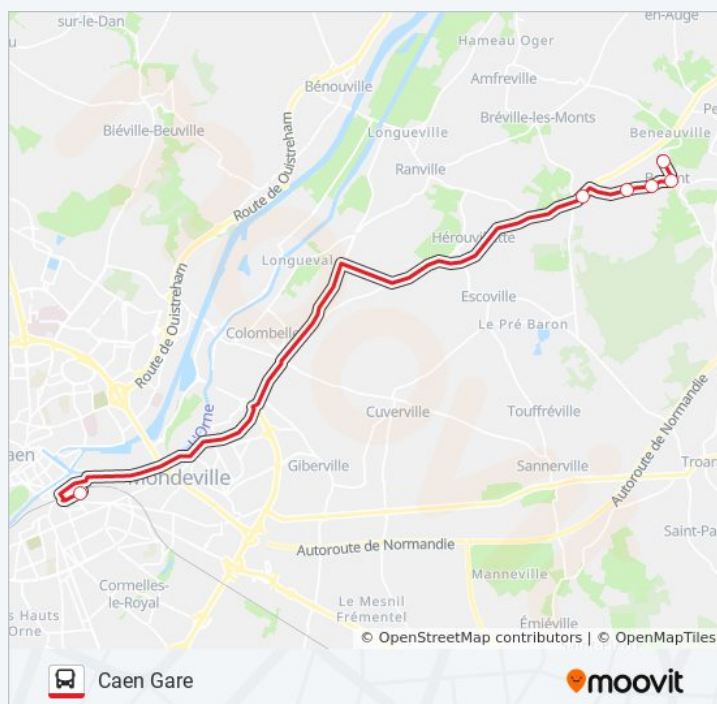 sur-le-Dan
en-Auge
Hameau Oger
Bénouville
Amfreville
Biéville-Beuville
Longueville
Bréville-les-Monts
Beneauville
Ranville
Route de Ouistreham
Hérouvillette
Longueval
Escoville
Le Pré Baron
Colombelle
Route de Ouistreham
Cuverville
Touffréville
Autoroute de Normandie
L'Orne
Giberville
Sannerville
Troar
Mondeville
Autoroute de Normandie
Saint-Pa
Manneville
Cormelles-
le-Royal
Le Mesnil
Frémentel
s Hauts
Orne
Émiéville
© OpenStreetMap contributors | © OpenMapTiles
Caen Gare
moovit